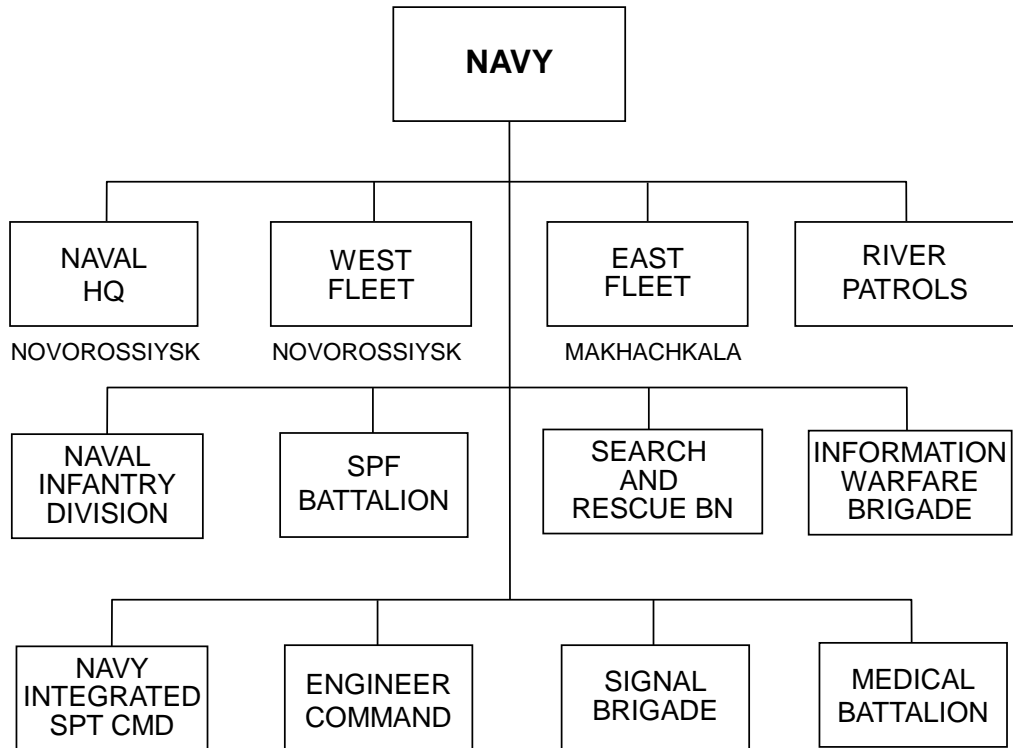 NAVY
NAVAL
HQ
WEST
FLEET
EAST
FLEET
RIVER
PATROLS
NOVOROSSIYSK
NOVOROSSIYSK
MAKHACHKALA
NAVAL
INFANTRY
DIVISION
SPF
BATTALION
SEARCH
AND
RESCUE BN
INFORMATION
WARFARE
BRIGADE
NAVY
INTEGRATED
SPT CMD
ENGINEER
COMMAND
SIGNAL
BRIGADE
MEDICAL
BATTALION